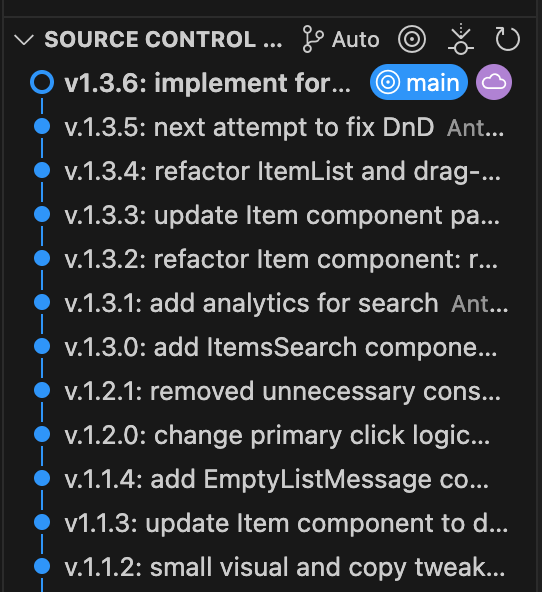 SOURCE CONTROL ... Auto
v1.3.6: implement for... main
v.1.3.5: next attempt to fix DnD Ant...
v.1.3.4: refactor ItemList and drag-...
v.1.3.3: update Item component pa...
v.1.3.2: refactor Item component: r...
v.1.3.1: add analytics for search Ant...
v.1.3.0: add ItemsSearch compone...
v.1.2.1: removed unnecessary cons...
v.1.2.0: change primary click logic...
v.1.1.4: add EmptyListMessage co...
v1.1.3: update Item component to d...
v.1.1.2: small visual and copy tweak...